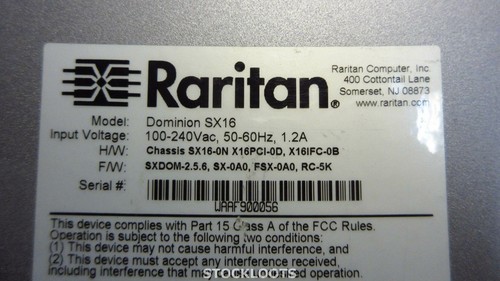 Raritan®
Raritan Computer, Inc
400 Cottontail Lane
Somerset, NJ 08873
www.raritan.com
Model: Dominion SX16
Input Voltage: 100-240Vac, 50-60Hz, 1.2A
H/W: Chassis SX16-0N X16PCI-0D, X16IFC-0B
F/W: SXDOM-2.5.6, SX-0A0, FSX-0A0, RC-5K
Serial #:
WAAF900056
This device complies with Part 15 Class A of the FCC Rules.
Operation is subject to the following two conditions:
(1) This device may not cause harmful interference, and
(2) This device must accept any interference received,
including interference that may cause undesired operation.
STOCKLOOTS